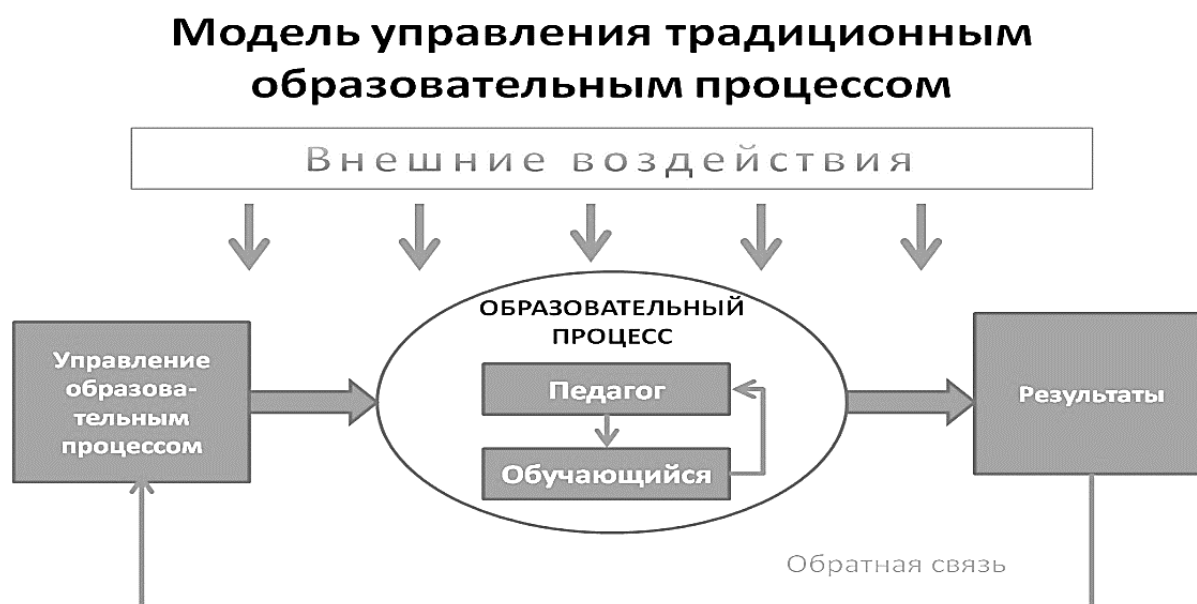 Модель управления традиционным
образовательным процессом
Внешние воздействия
ОБРАЗОВАТЕЛЬНЫЙ
ПРОЦЕСС
Управление
образова-
тельным
процессом
Педагог
Обучающийся
Результаты
Обратная связь